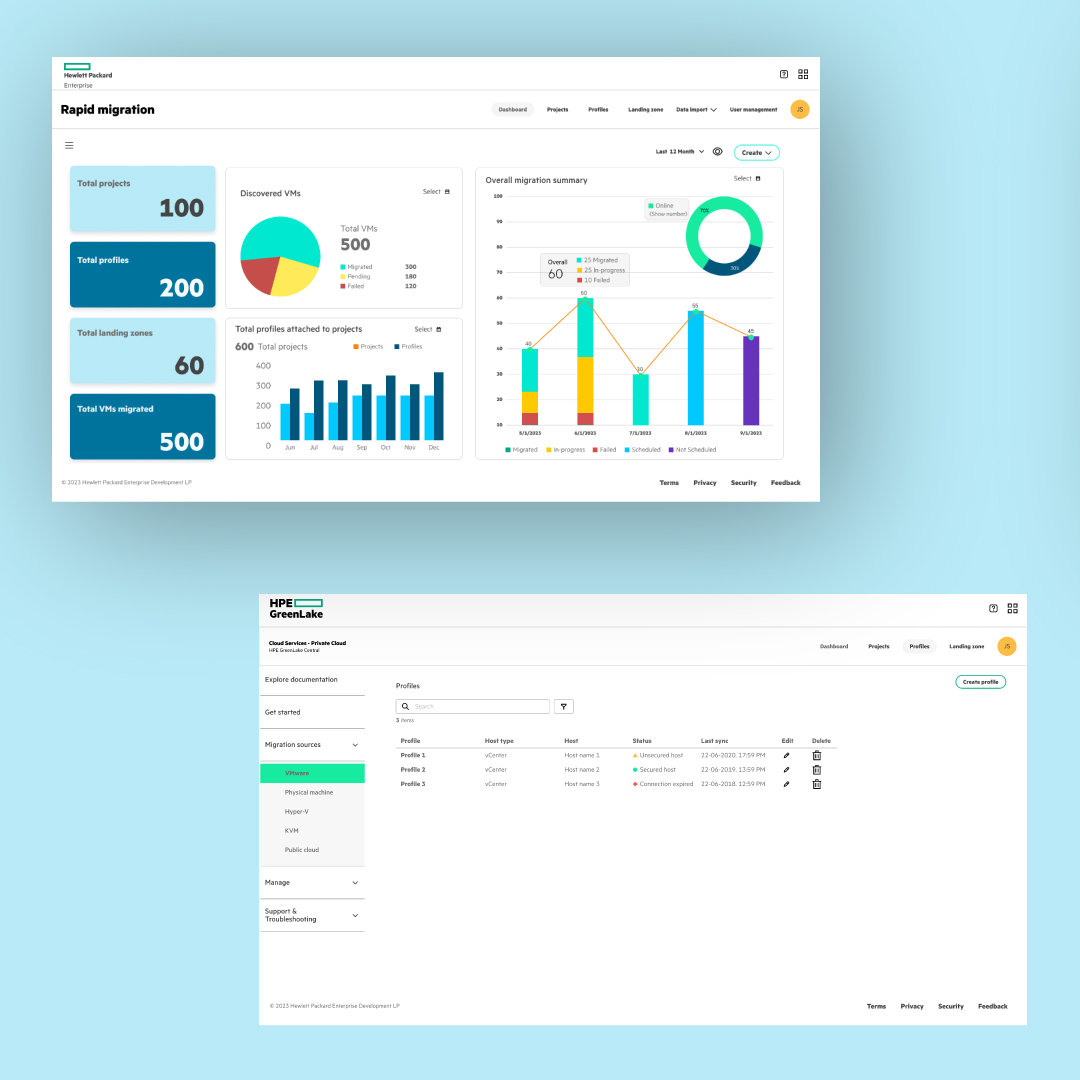 Hewlett Packard
Enterprise
Rapid migration
Dashboard
Projects
Profiles
Landing zone
Data import
User management
JS
Last 12 Month
Create
Total projects
100
Total profiles
200
Total landing zones
60
Total VMs migrated
500
Discovered VMs
Select
Total VMs
500
Migrated 300
Pending 180
Failed 120
Total profiles attached to projects
Select
600 Total projects
Projects
Profiles
400
300
200
100
0
Jun Jul Aug Sep Oct Nov Dec
Overall migration summary
Select
100
90
80
70
60
50
40
30
20
10
Online
(Show number)
70%
30%
Overall
60
25 Migrated
25 In-progress
10 Failed
40
60
30
55
45
5/1/2023 6/1/2023 7/1/2023 8/1/2023 9/1/2023
Migrated In-progress Failed Scheduled Not Scheduled
© 2023 Hewlett Packard Enterprise Development LP
Terms Privacy Security Feedback
HPE
GreenLake
Cloud Services - Private Cloud
HPE GreenLake Central
Dashboard
Projects
Profiles
Landing zone
JS
Explore documentation
Get started
Migration sources
VMware
Physical machine
Hyper-V
KVM
Public cloud
Manage
Support &
Troubleshooting
Profiles
Create profile
Search
3 items
Profile Host type Host Status Last sync Edit Delete
Profile 1 vCenter Host name 1 Unsecured host 22-06-2020, 17:59 PM
Profile 2 vCenter Host name 2 Secured host 22-06-2019, 13:59 PM
Profile 3 vCenter Host name 3 Connection expired 22-06-2018, 12:59 PM
© 2023 Hewlett Packard Enterprise Development LP
Terms Privacy Security Feedback